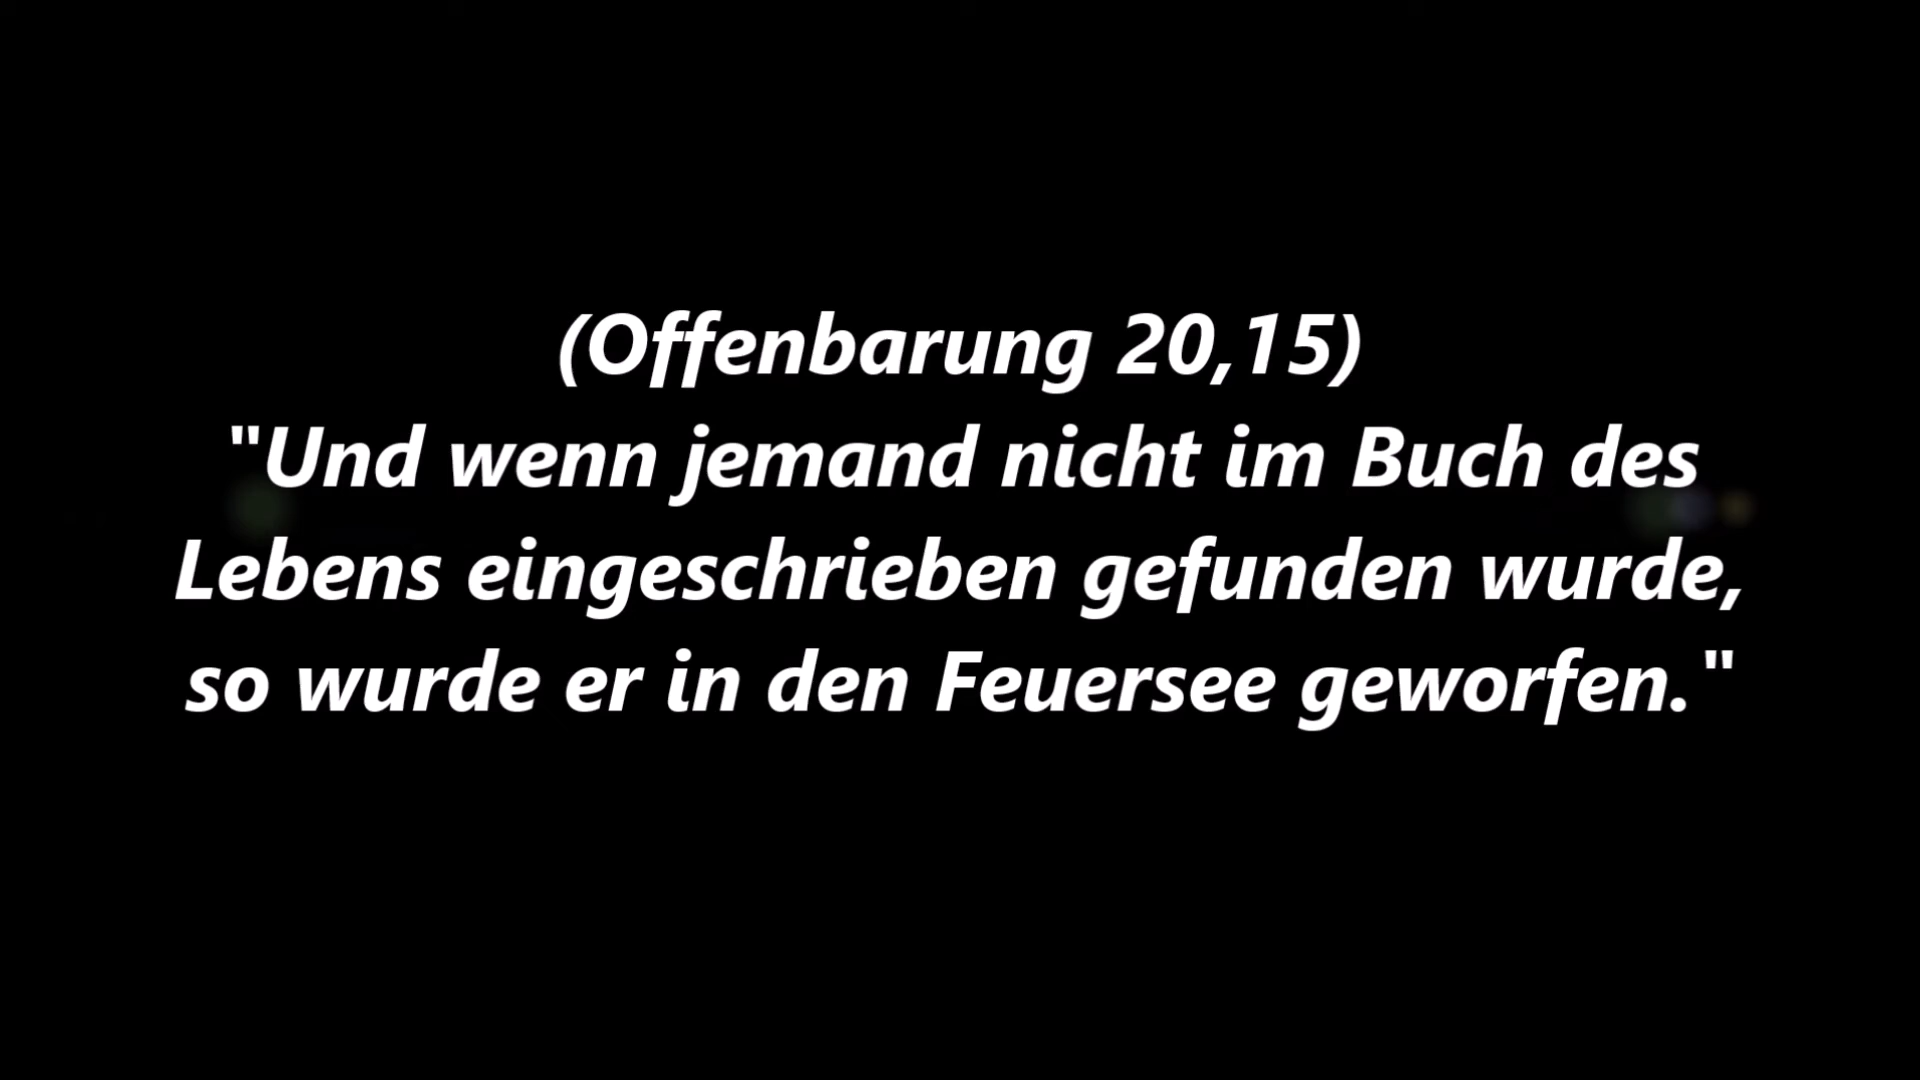 (Offenbarung 20,15)
"Und wenn jemand nicht im Buch des
Lebens eingeschrieben gefunden wurde,
so wurde er in den Feuersee geworfen."